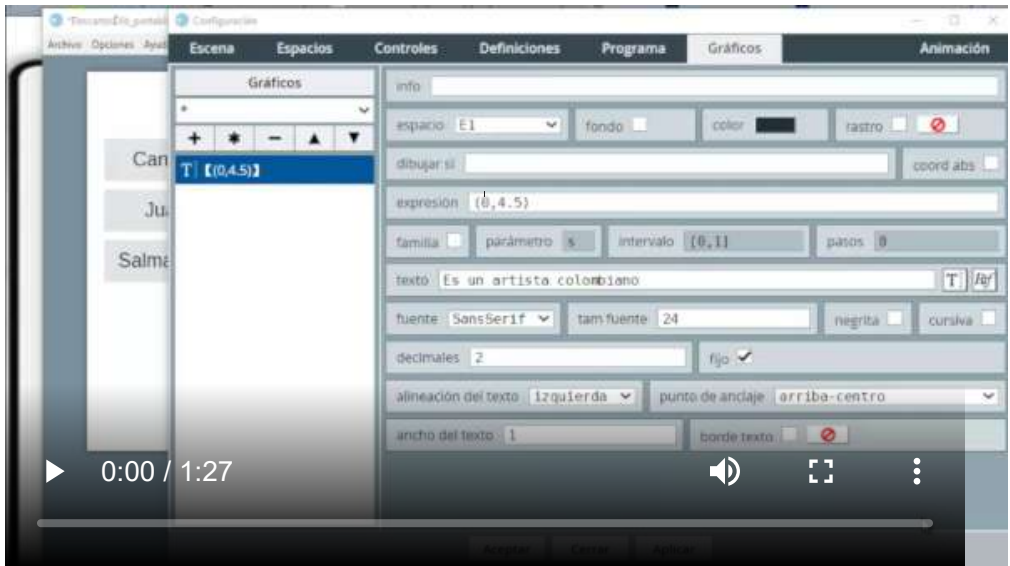 Configuración
Archivo Opciones Ayud
Escena Espacios Controles Definiciones Programa Gráficos Animación
Gráficos
info
*
espacio E1 fondo color rastro
+ * - ▲ ▼
Can
T 【(0,4.5)】
dibujar si coord abs
Jua
expresión (0,4.5)
familia parámetro s intervalo [0,1] pasos 8
Salma
texto Es un artista colombiano T Rtf
fuente SansSerif tam fuente 24 negrita cursiva
decimales 2 fijo
alineación del texto izquierda punto de anclaje arriba-centro
ancho del texto 1 borde texto
0:00 / 1:27
Aceptar Cerrar Aplicar